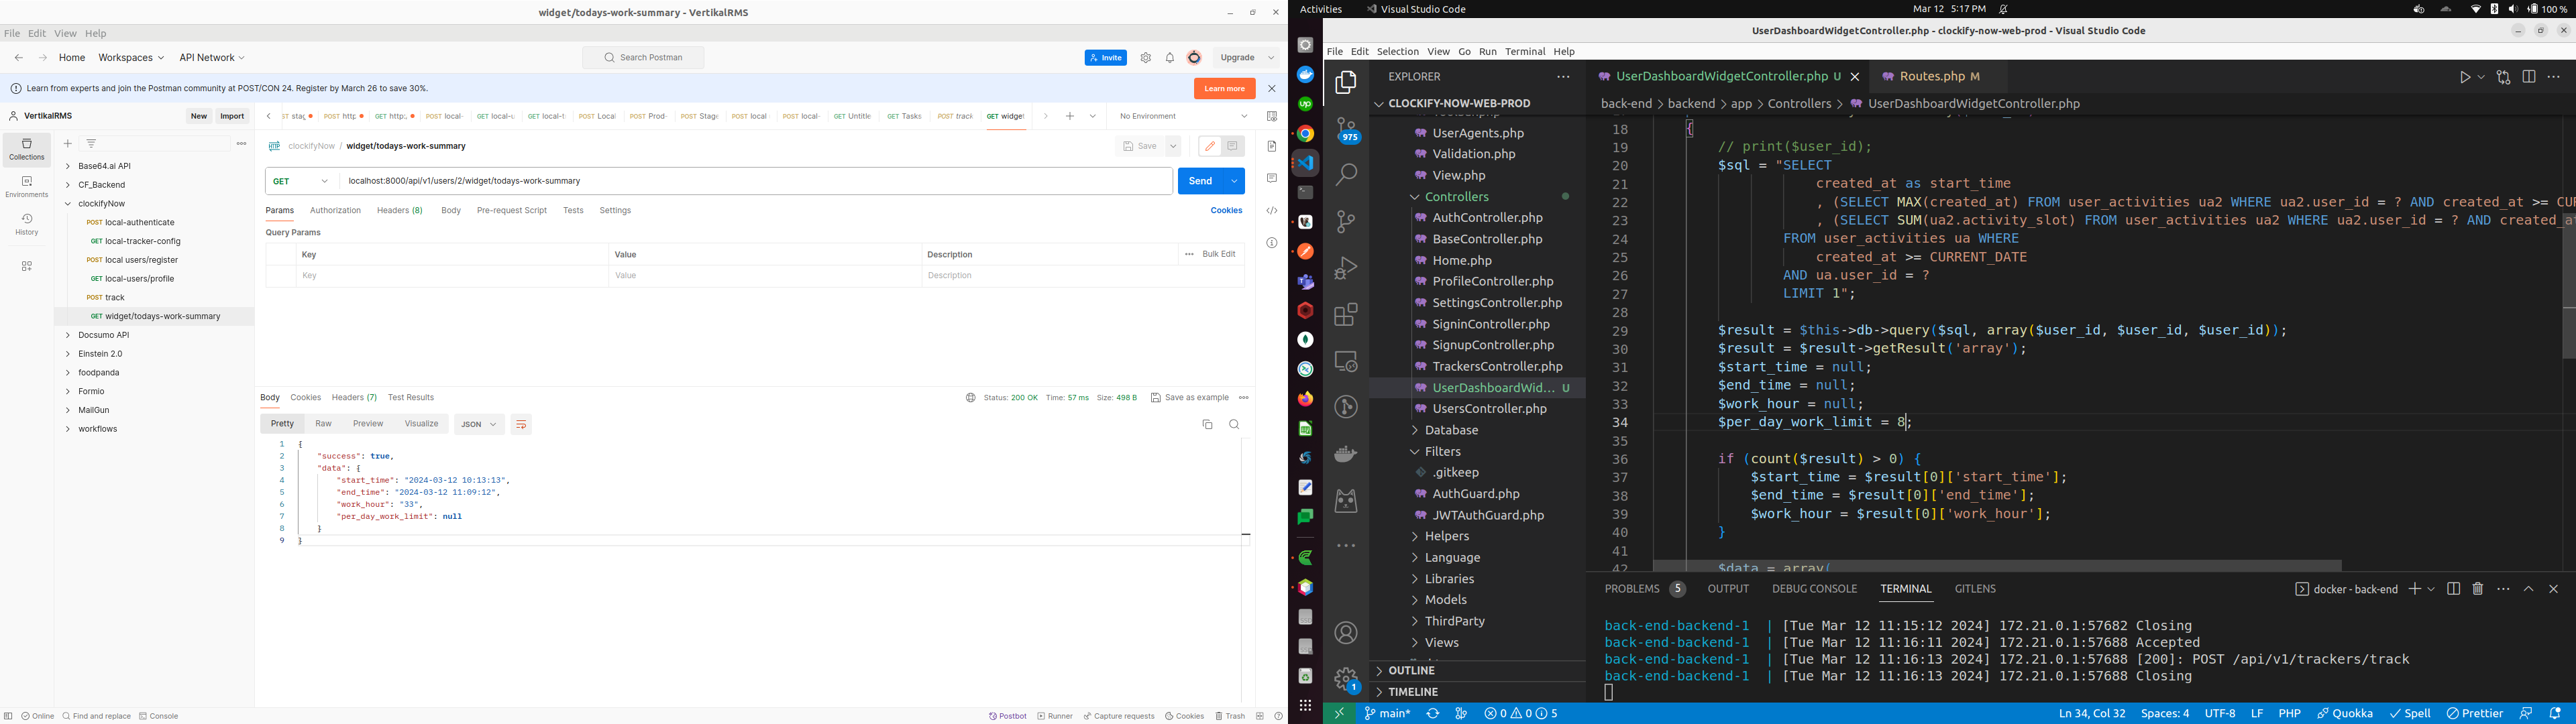 widget/todays-work-summary - VertikalRMS
File Edit View Help
Home Workspaces API Network
Search Postman
Invite
Upgrade
Learn from experts and join the Postman community at POST/CON 24. Register by March 26 to save 30%.
Learn more
VertikalRMS
New Import
POST local-
GET local-u
GET local-t
POST Local
POST Prod-
POST Stage
POST local
POST local-
GET Untitle
GET Tasks
POST track
GET widget
No Environment
Collections
Environments
History
Base64.ai API
CF_Backend
clockifyNow
POST local-authenticate
GET local-tracker-config
POST local users/register
GET local-users/profile
POST track
GET widget/todays-work-summary
Docsumo API
Einstein 2.0
foodpanda
Formio
MailGun
workflows
clockifyNow / widget/todays-work-summary
Save
GET localhost:8000/api/v1/users/2/widget/todays-work-summary
Send
Params Authorization Headers (8) Body Pre-request Script Tests Settings
Cookies
Query Params
Key Value Description Bulk Edit
Key Value Description
Body Cookies Headers (7) Test Results
Status: 200 OK Time: 57 ms Size: 498 B Save as example
Pretty Raw Preview Visualize JSON
1 {
2 "success": true,
3 "data": {
4 "start_time": "2024-03-12 10:13:13",
5 "end_time": "2024-03-12 11:09:12",
6 "work_hour": "33",
7 "per_day_work_limit": null
8 }
9 }
Online Find and replace Console
Postbot Runner Capture requests Cookies Trash
Activities Visual Studio Code
Mar 12 5:17 PM
100 %
UserDashboardWidgetController.php - clockify-now-web-prod - Visual Studio Code
File Edit Selection View Go Run Terminal Help
975
1
EXPLORER
CLOCKIFY-NOW-WEB-PROD
UserAgents.php
Validation.php
View.php
Controllers
AuthController.php
BaseController.php
Home.php
ProfileController.php
SettingsController.php
SigninController.php
SignupController.php
TrackersController.php
UserDashboardWid... U
UsersController.php
Database
Filters
.gitkeep
AuthGuard.php
JWTAuthGuard.php
Helpers
Language
Libraries
Models
ThirdParty
Views
OUTLINE
TIMELINE
UserDashboardWidgetController.php U
Routes.php M
back-end > backend > app > Controllers > UserDashboardWidgetController.php
18 {
19 // print($user_id);
20 $sql = "SELECT
21 created_at as start_time
22 , (SELECT MAX(created_at) FROM user_activities ua2 WHERE ua2.user_id = ? AND created_at >= CUR
23 , (SELECT SUM(ua2.activity_slot) FROM user_activities ua2 WHERE ua2.user_id = ? AND created_at
24 FROM user_activities ua WHERE
25 created_at >= CURRENT_DATE
26 AND ua.user_id = ?
27 LIMIT 1";
28
29 $result = $this->db->query($sql, array($user_id, $user_id, $user_id));
30 $result = $result->getResult('array');
31 $start_time = null;
32 $end_time = null;
33 $work_hour = null;
34 $per_day_work_limit = 8;
35
36 if (count($result) > 0) {
37 $start_time = $result[0]['start_time'];
38 $end_time = $result[0]['end_time'];
39 $work_hour = $result[0]['work_hour'];
40 }
41
42 $data = array(
PROBLEMS 5 OUTPUT DEBUG CONSOLE TERMINAL GITLENS
docker - back-end
back-end-backend-1 | [Tue Mar 12 11:15:12 2024] 172.21.0.1:57682 Closing
back-end-backend-1 | [Tue Mar 12 11:16:11 2024] 172.21.0.1:57688 Accepted
back-end-backend-1 | [Tue Mar 12 11:16:13 2024] 172.21.0.1:57688 [200]: POST /api/v1/trackers/track
back-end-backend-1 | [Tue Mar 12 11:16:13 2024] 172.21.0.1:57688 Closing
main* 0 0 5
Ln 34, Col 32 Spaces: 4 UTF-8 LF PHP Quokka Spell Prettier